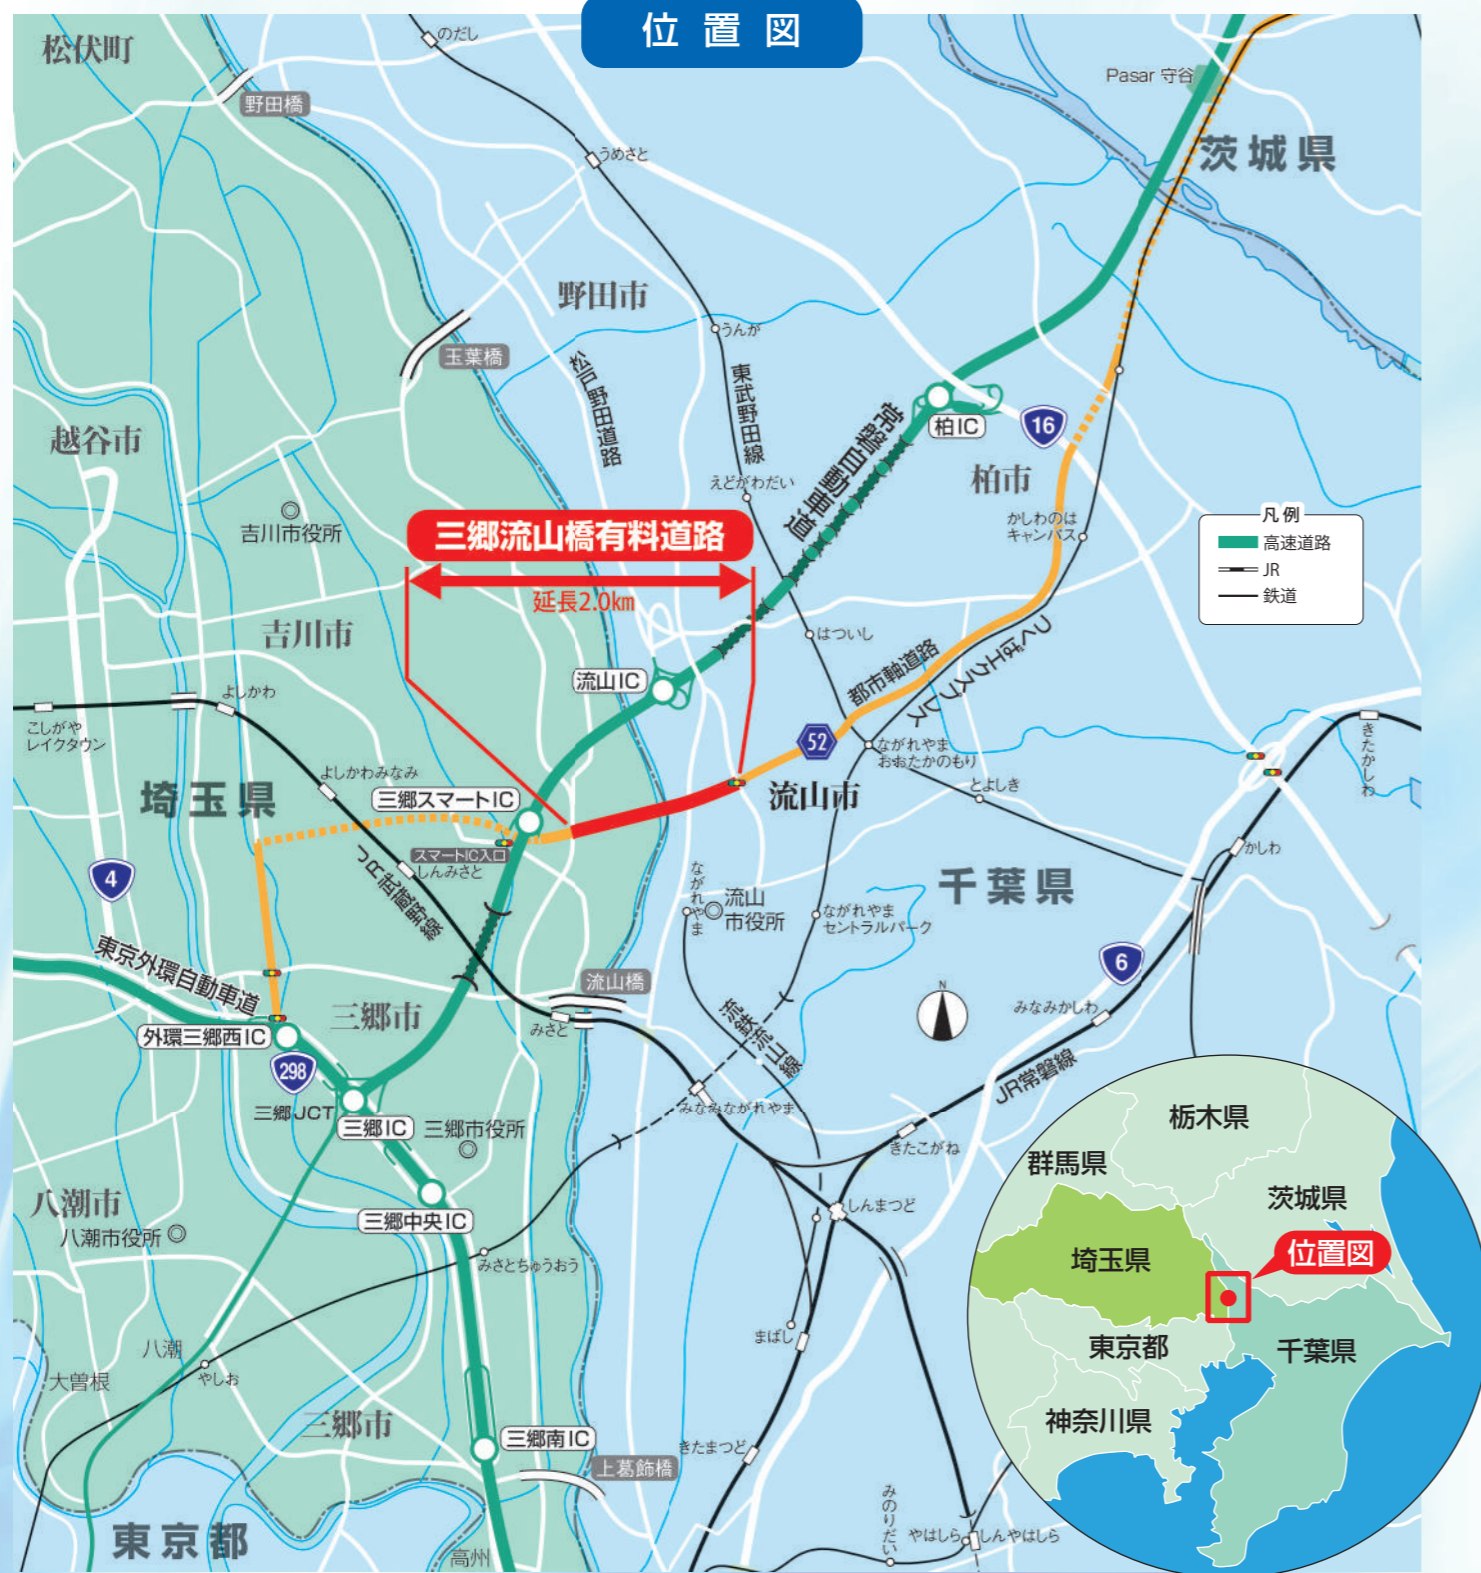 位置図
松伏町
のだし
Pasar 守谷
野田橋
茨城県
うめさと
野田市
うんが
玉葉橋
松戸野田道路
東武野田線
常磐自動車道
柏IC
16
越谷市
柏市
えどがわだい
吉川市役所
かしわのは
キャンパス
凡例
高速道路
JR
鉄道
三郷流山橋有料道路
延長2.0km
吉川市
はついし
つくばエクスプレス
都市軸道路
流山IC
よしかわ
こしがや
レイクタウン
52
ながれやま
おおたかのもり
きたかしわ
よしかわみなみ
埼玉県
三郷スマートIC
流山市
とよしき
スマートIC入口
しんみさと
かしわ
4
JR武蔵野線
ながれやま
流山
市役所
千葉県
ながれやま
セントラルパーク
東京外環自動車道
6
流山橋
三郷市
みさと
外環三郷西IC
N
みなみかしわ
流鉄流山線
298
JR常磐線
三郷JCT
三郷IC
三郷市役所
みなみながれやま
きたこがね
栃木県
群馬県
茨城県
八潮市
八潮市役所
三郷中央IC
しんまつど
位置図
埼玉県
みさとちゅうおう
まばし
東京都
千葉県
八潮
大曽根
やしお
三郷市
神奈川県
三郷南IC
きたまつど
上葛飾橋
みのりだい
東京都
高州
やはしら
しんやはしら